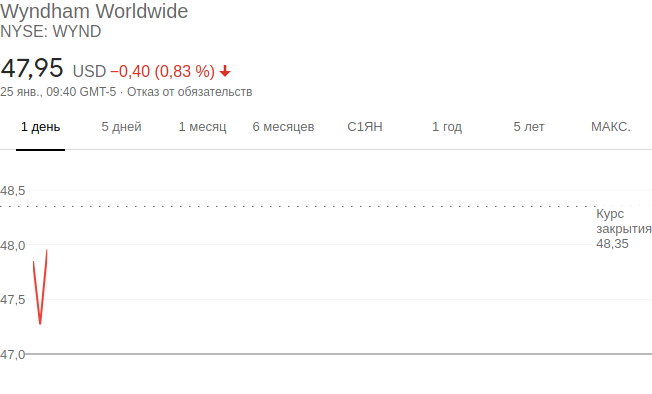 Wyndham Worldwide
NYSE: WYND
47,95 USD −0,40 (0,83 %)
25 янв., 09:40 GMT-5 · Отказ от обязательств
1 день 5 дней 1 месяц 6 месяцев С1ЯН 1 год 5 лет МАКС.
48,5
Курс
закрытия
48,35
48,0
47,5
47,0